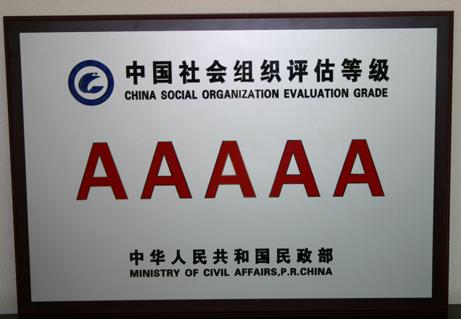 中国社会组织评估等级
CHINA SOCIAL ORGANIZATION EVALUATION GRADE
AAAAA
中华人民共和国民政部
MINISTRY OF CIVIL AFFAIRS,P.R.CHINA